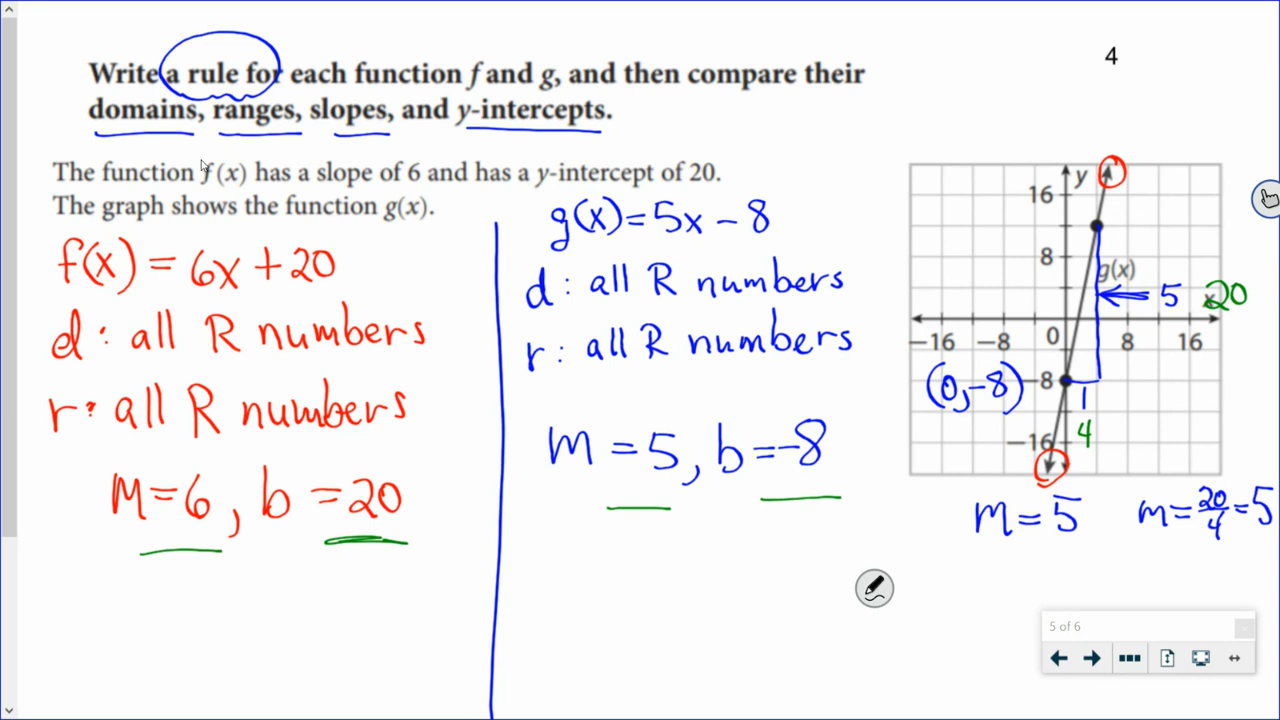 4
Write a rule for each function f and g, and then compare their
domains, ranges, slopes, and y-intercepts.
The function f(x) has a slope of 6 and has a y-intercept of 20.
The graph shows the function g(x).
f(x) = 6x + 20
d: all R numbers
r: all R numbers
m=6, b=20
g(x)=5x - 8
d: all R numbers
r: all R numbers
m=5, b=-8
y
16
8
g(x)
5
x
20
-16
-8
0
8
16
(0,-8)
-8
1
-16
4
m=5
m=20/4=5
5 of 6